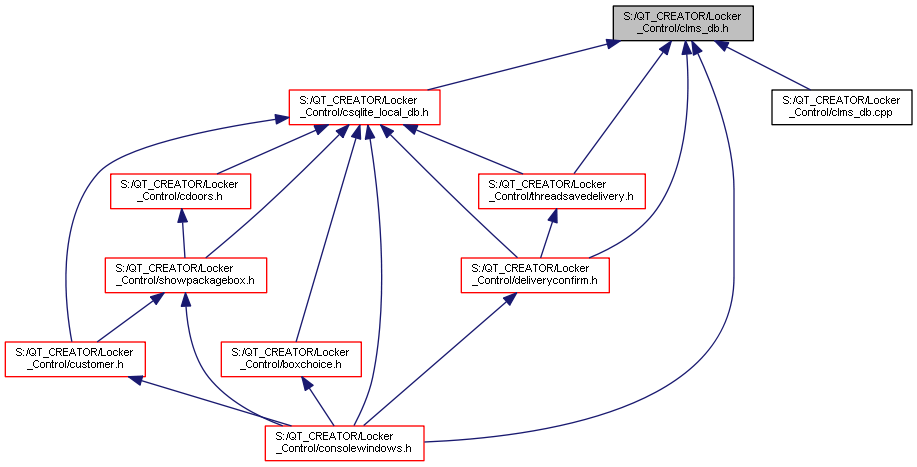 S:/QT_CREATOR/Locker
_Control/clms_db.h
S:/QT_CREATOR/Locker
_Control/csqlite_local_db.h
S:/QT_CREATOR/Locker
_Control/clms_db.cpp
S:/QT_CREATOR/Locker
_Control/cdoors.h
S:/QT_CREATOR/Locker
_Control/threadsavedelivery.h
S:/QT_CREATOR/Locker
_Control/showpackagebox.h
S:/QT_CREATOR/Locker
_Control/deliveryconfirm.h
S:/QT_CREATOR/Locker
_Control/customer.h
S:/QT_CREATOR/Locker
_Control/boxchoice.h
S:/QT_CREATOR/Locker
_Control/consolewindows.h